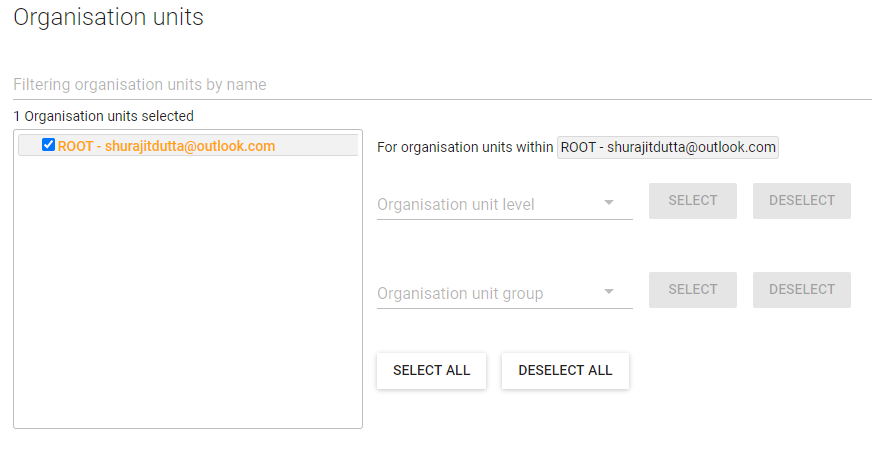 Organisation units
Filtering organisation units by name
1 Organisation units selected
ROOT - shurajitdutta@outlook.com
For organisation units within ROOT - shurajitdutta@outlook.com
Organisation unit level SELECT DESELECT
Organisation unit group SELECT DESELECT
SELECT ALL DESELECT ALL